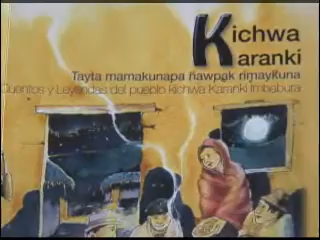 Kichwa
Karanki
Tayta mamakunapa ñawpak rimaykuna
Cuentos y Leyendas del pueblo kichwa Karanki Imbabura